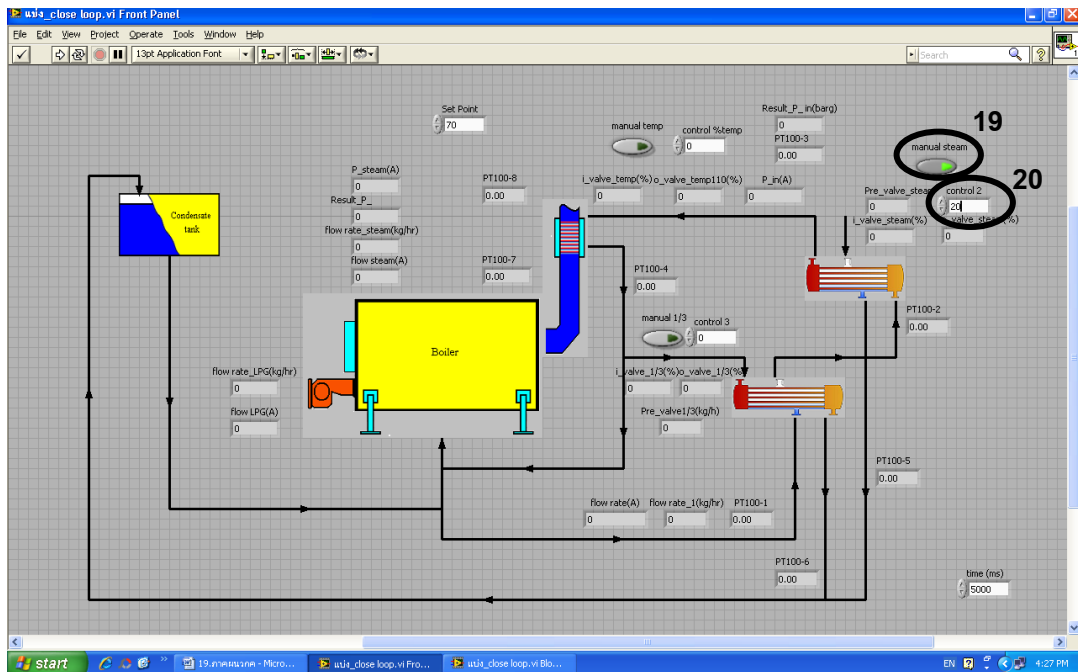 แบ่ง_close loop.vi Front Panel
File Edit View Project Operate Tools Window Help
13pt Application Font
Search
1
Set Point
70
manual temp
control %temp
0
Result_P_ in(barg)
0
PT100-3
0.00
19
manual steam
20
Pre_valve_steam
0
control 2
20
i_valve_steam(%)
0
_valve_steam(%)
0
P_steam(A)
0
Result_P_
0
flow rate_steam(kg/hr)
0
flow steam(A)
0
PT100-8
0.00
PT100-7
0.00
i_valve_temp(%)
0
o_valve_temp110(%)
0
P_in(A)
0
Condensate
tank
PT100-4
0.00
PT100-2
0.00
manual 1/3
control 3
0
Boiler
i_valve_1/3(%)
0
o_valve_1/3(%)
0
Pre_valve1/3(kg/h)
0
flow rate_LPG(kg/hr)
0
flow LPG(A)
0
PT100-5
0.00
flow rate(A)
0
flow rate_1(kg/hr)
0
PT100-1
0.00
PT100-6
0.00
time (ms)
5000
start
19.ภาคผนวกค - Micro...
แบ่ง_close loop.vi Fro...
แบ่ง_close loop.vi Blo...
EN
4:27 PM